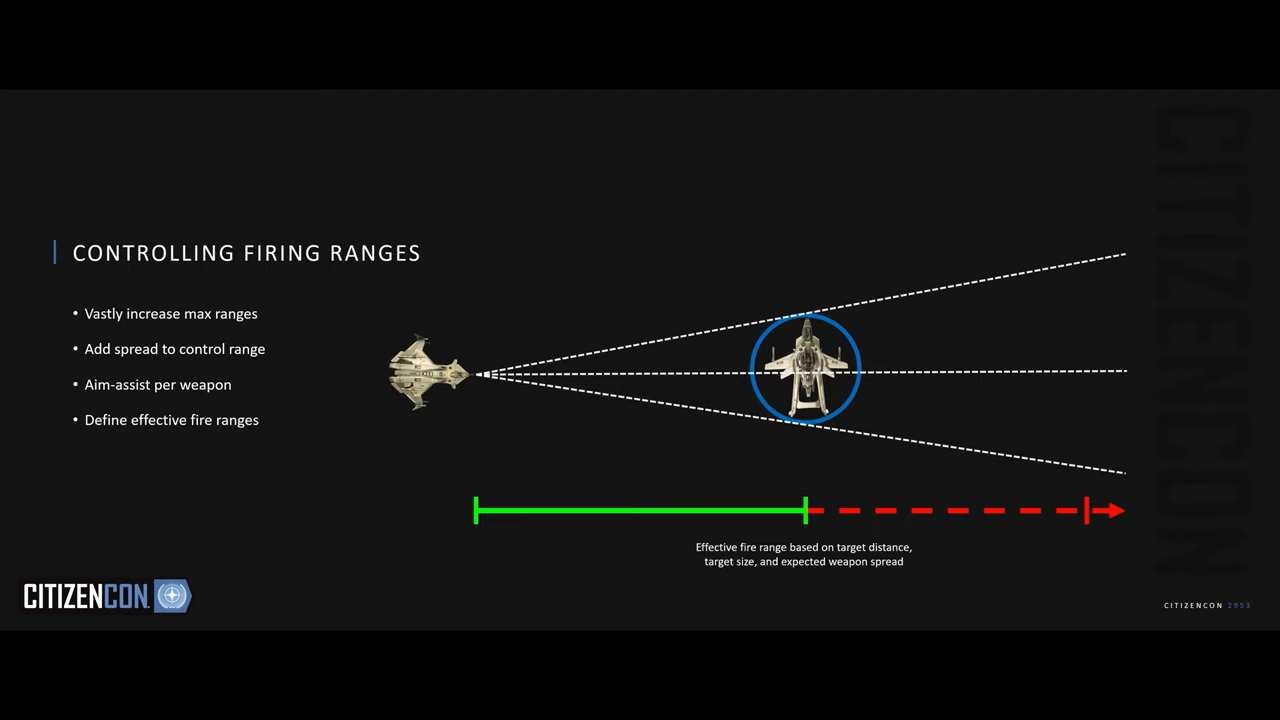 CONTROLLING FIRING RANGES
• Vastly increase max ranges
• Add spread to control range
• Aim-assist per weapon
• Define effective fire ranges
Effective fire range based on target distance,
target size, and expected weapon spread
CITIZENCON
CITIZENCON 2953
CITIZENCON